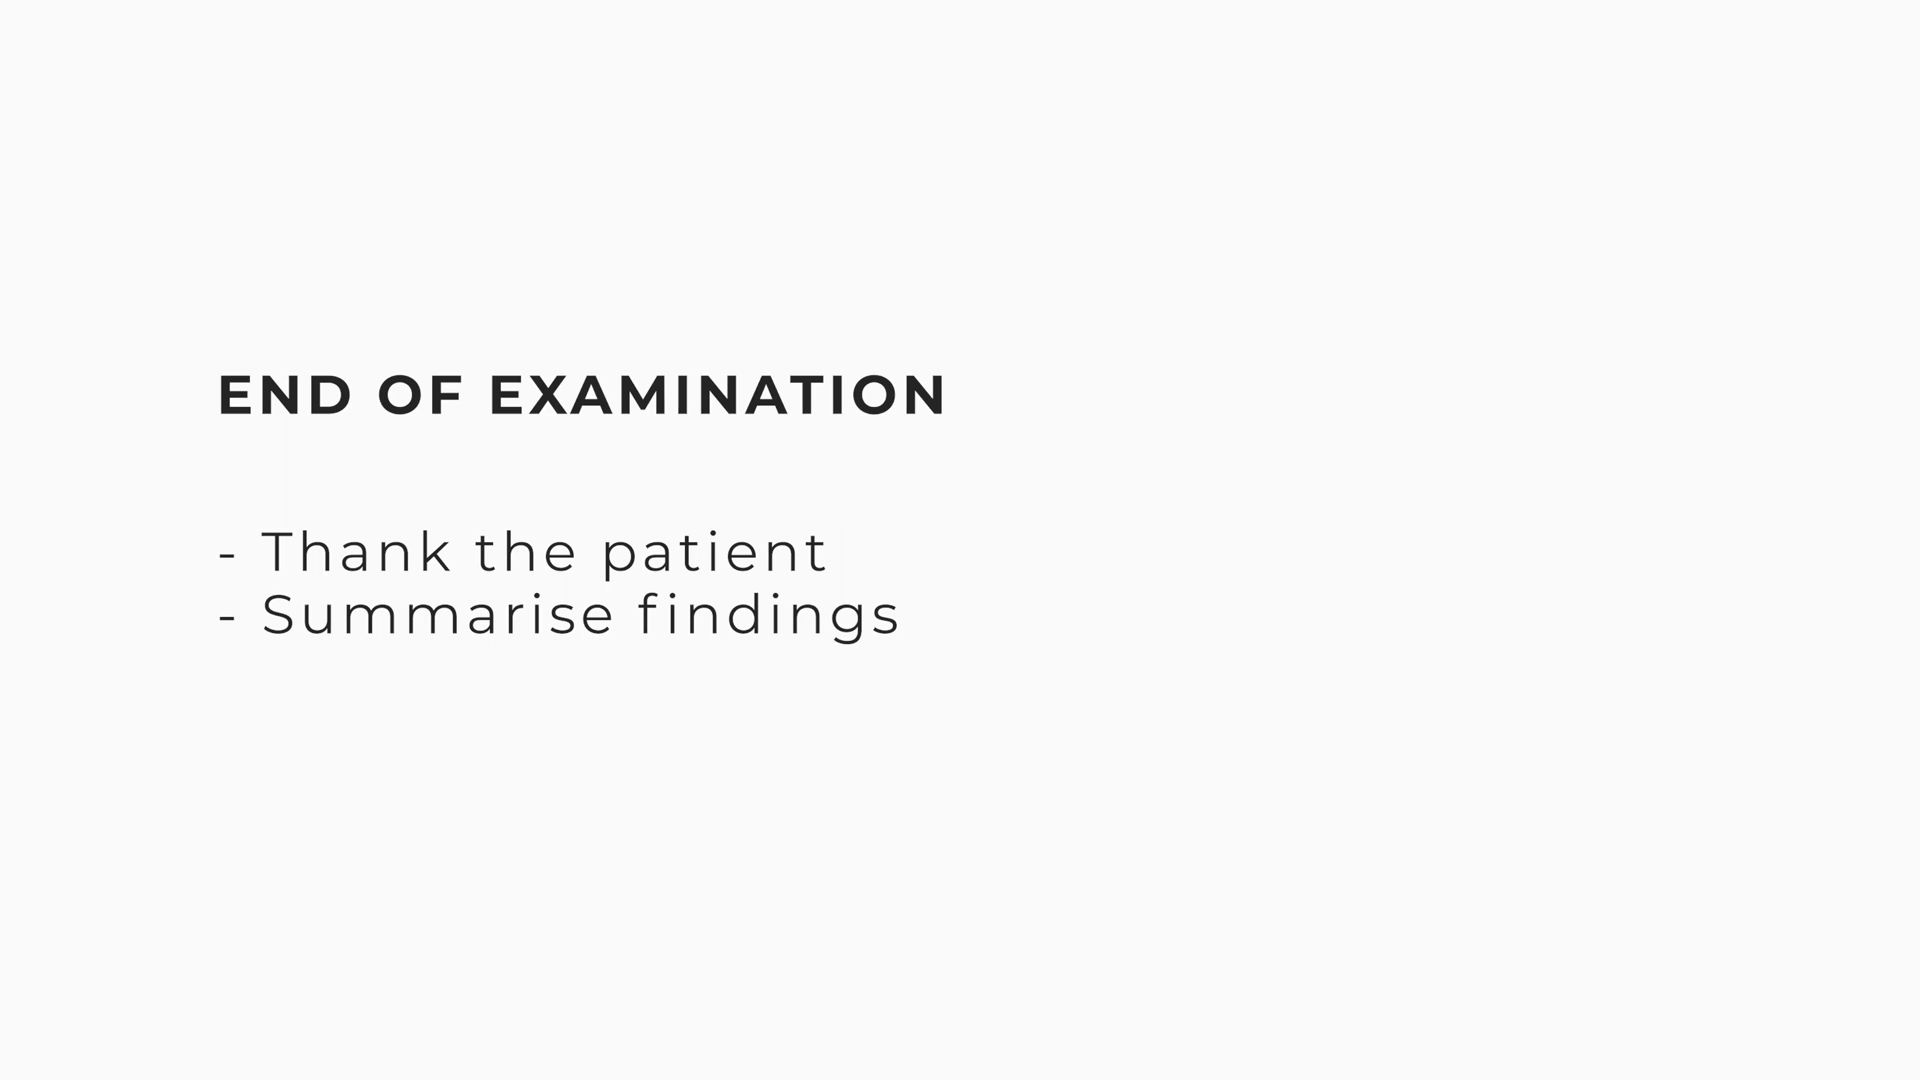 END OF EXAMINATION
- Thank the patient
- Summarise findings